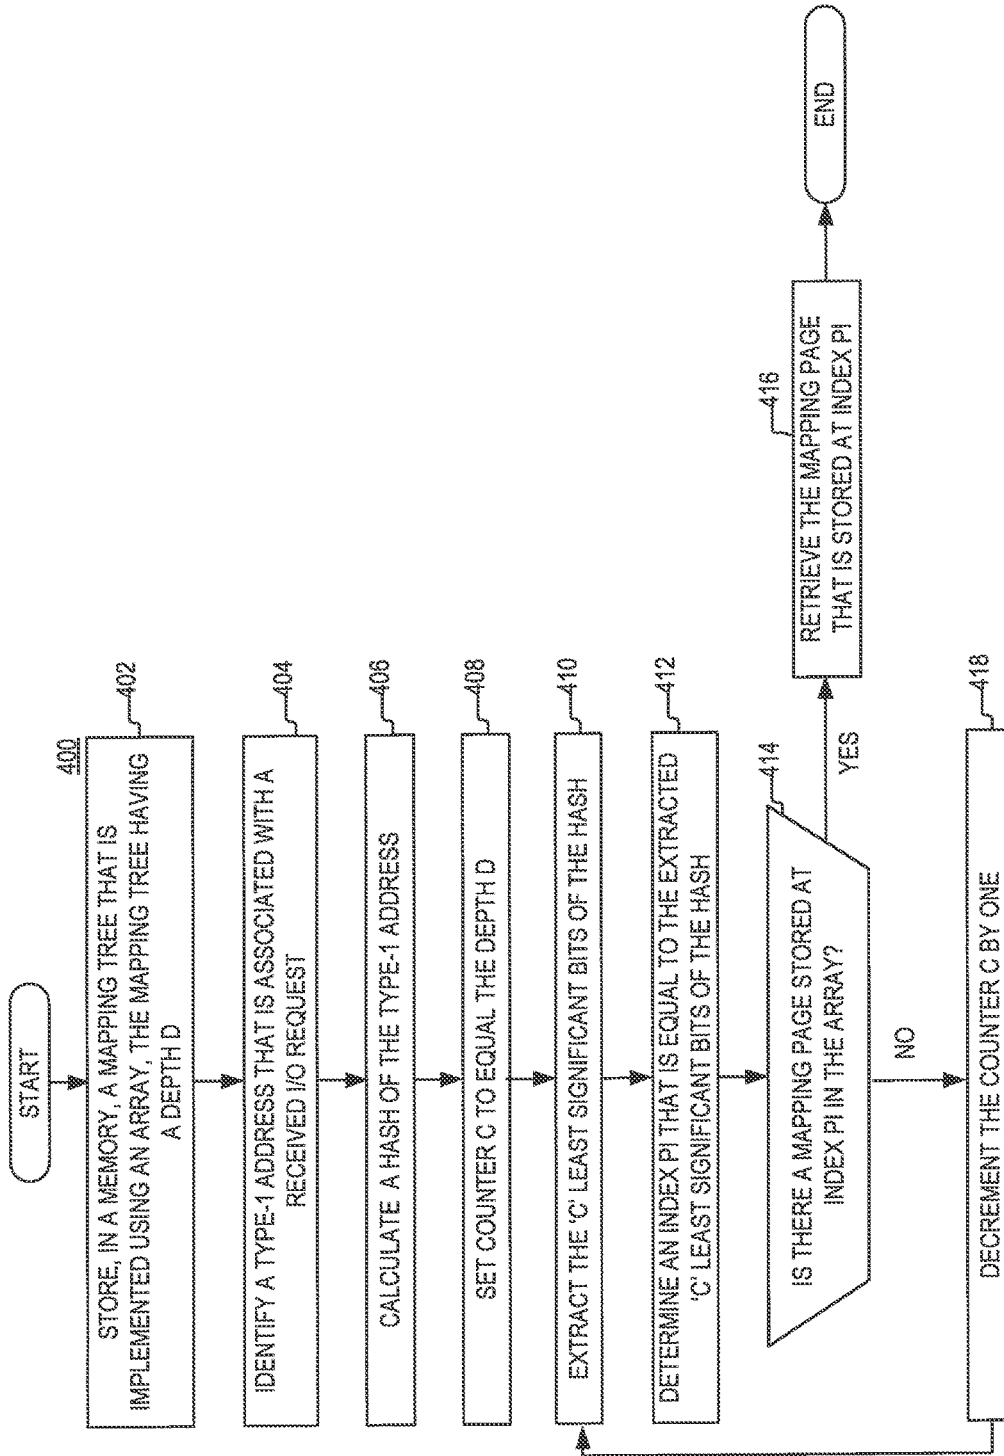 400
START
STORE, IN A MEMORY, A MAPPING TREE THAT IS
IMPLEMENTED USING AN ARRAY, THE MAPPING TREE HAVING
A DEPTH D
402
IDENTIFY A TYPE-1 ADDRESS THAT IS ASSOCIATED WITH A
RECEIVED I/O REQUEST
404
CALCULATE A HASH OF THE TYPE-1 ADDRESS
406
SET COUNTER C TO EQUAL THE DEPTH D
408
EXTRACT THE 'C' LEAST SIGNIFICANT BITS OF THE HASH
410
DETERMINE AN INDEX PI THAT IS EQUAL TO THE EXTRACTED
'C' LEAST SIGNIFICANT BITS OF THE HASH
412
IS THERE A MAPPING PAGE STORED AT
INDEX PI IN THE ARRAY?
414
YES
RETRIEVE THE MAPPING PAGE
THAT IS STORED AT INDEX PI
416
END
NO
DECREMENT THE COUNTER C BY ONE
418